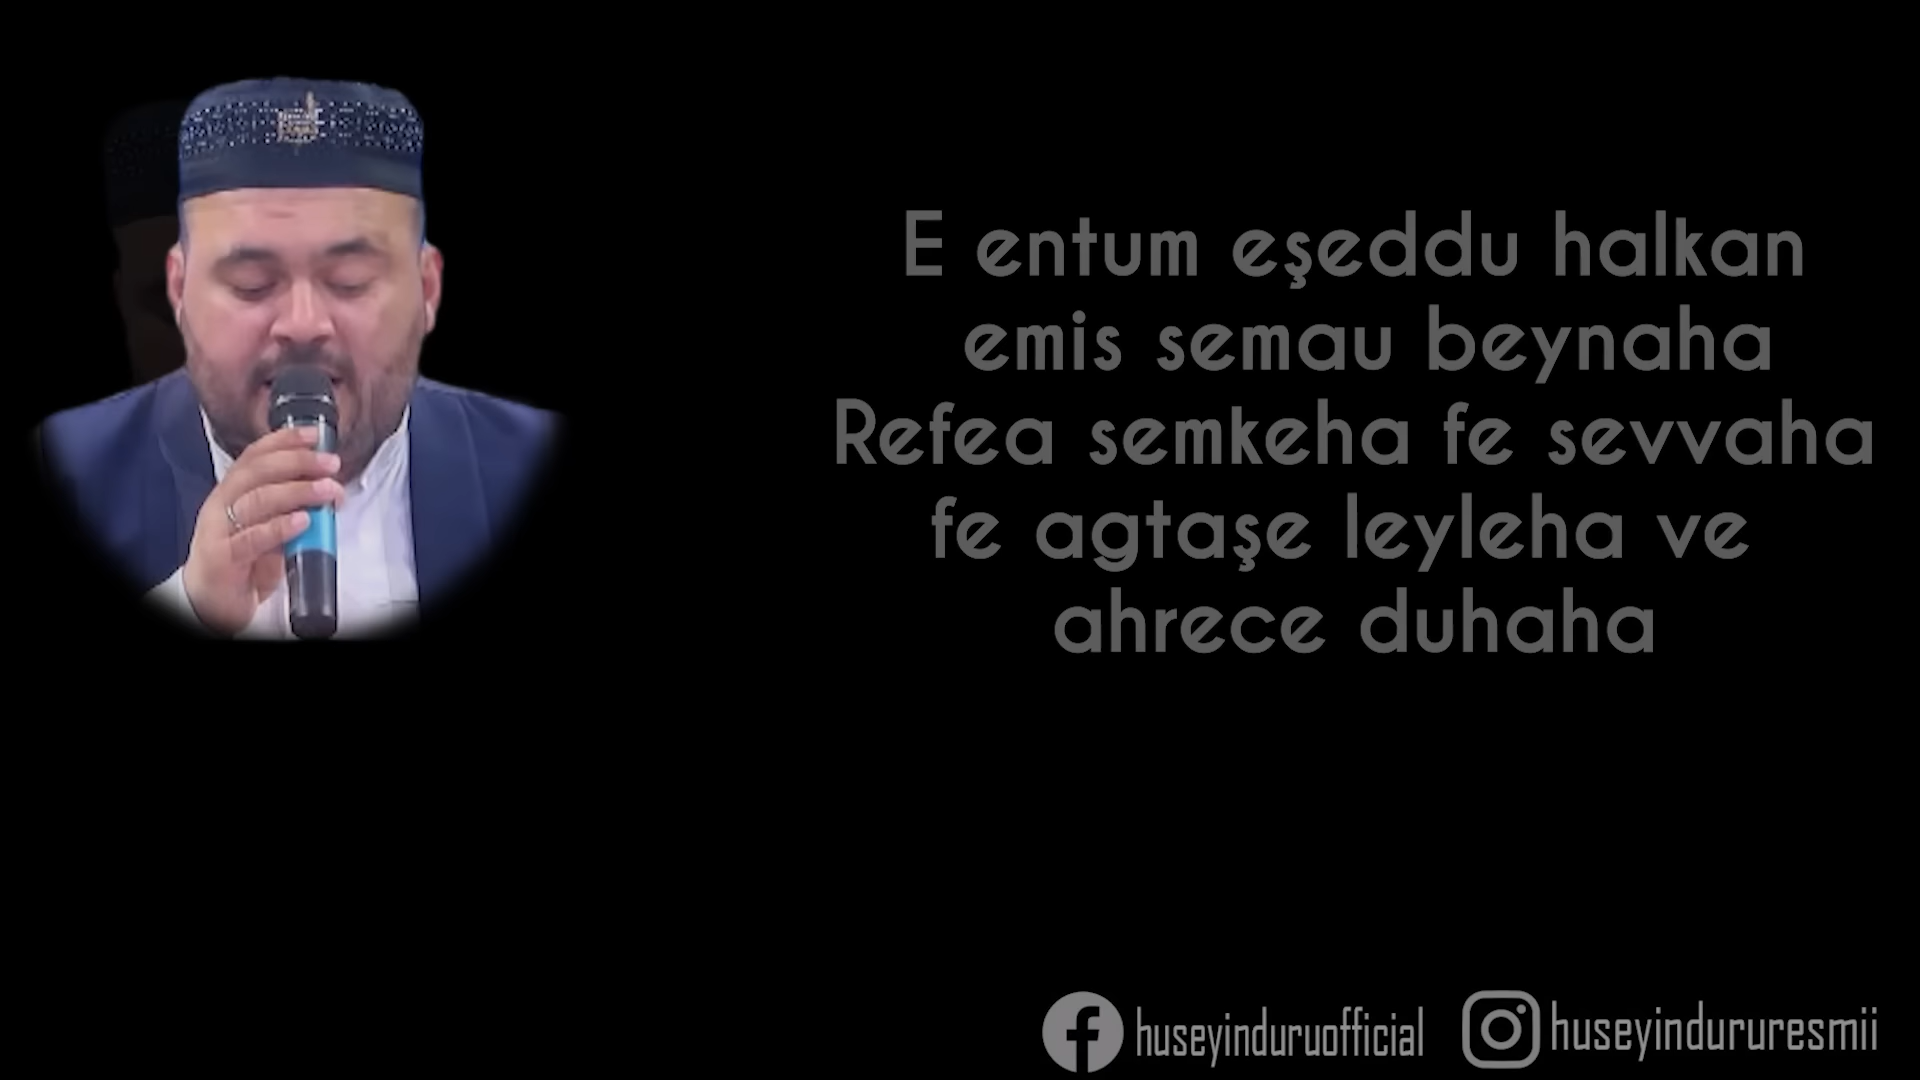 E entum eşeddu halkan
emis semau beynaha
Refea semkeha fe sevvaha
fe agtaşe leyleha ve
ahrece duhaha
huseyinduruofficial
huseyindururesmii